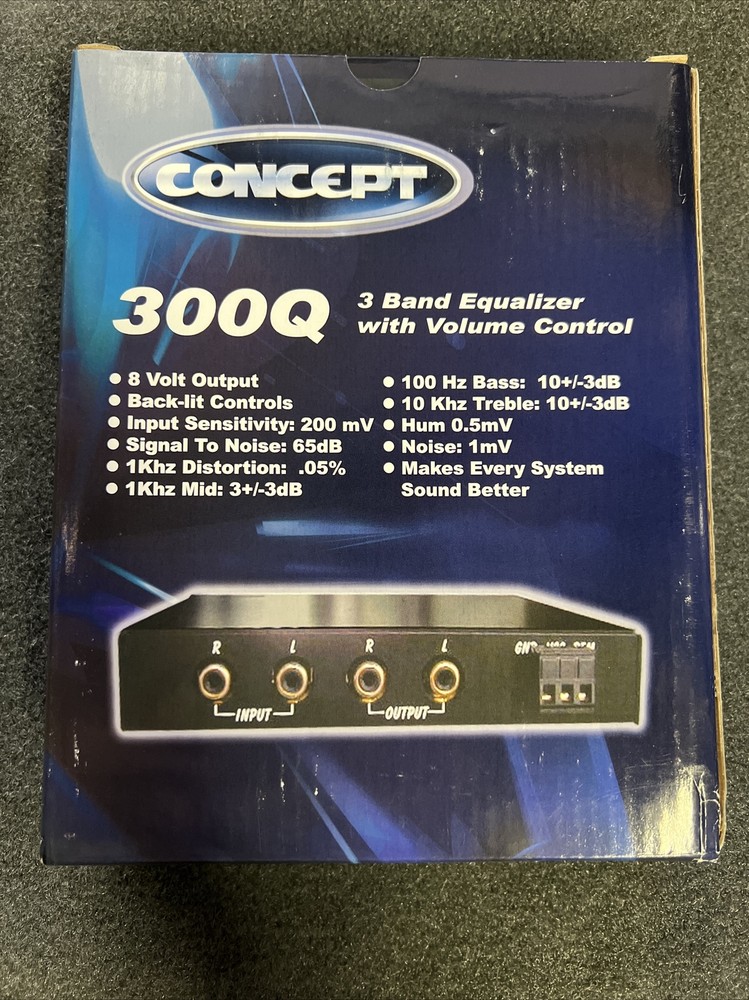 CONCEPT
300Q
3 Band Equalizer
with Volume Control
● 8 Volt Output
● Back-lit Controls
● Input Sensitivity: 200 mV
● Signal To Noise: 65dB
● 1Khz Distortion: .05%
● 1Khz Mid: 3+/-3dB
● 100 Hz Bass: 10+/-3dB
● 10 Khz Treble: 10+/-3dB
● Hum 0.5mV
● Noise: 1mV
● Makes Every System
Sound Better
R L R L
INPUT OUTPUT